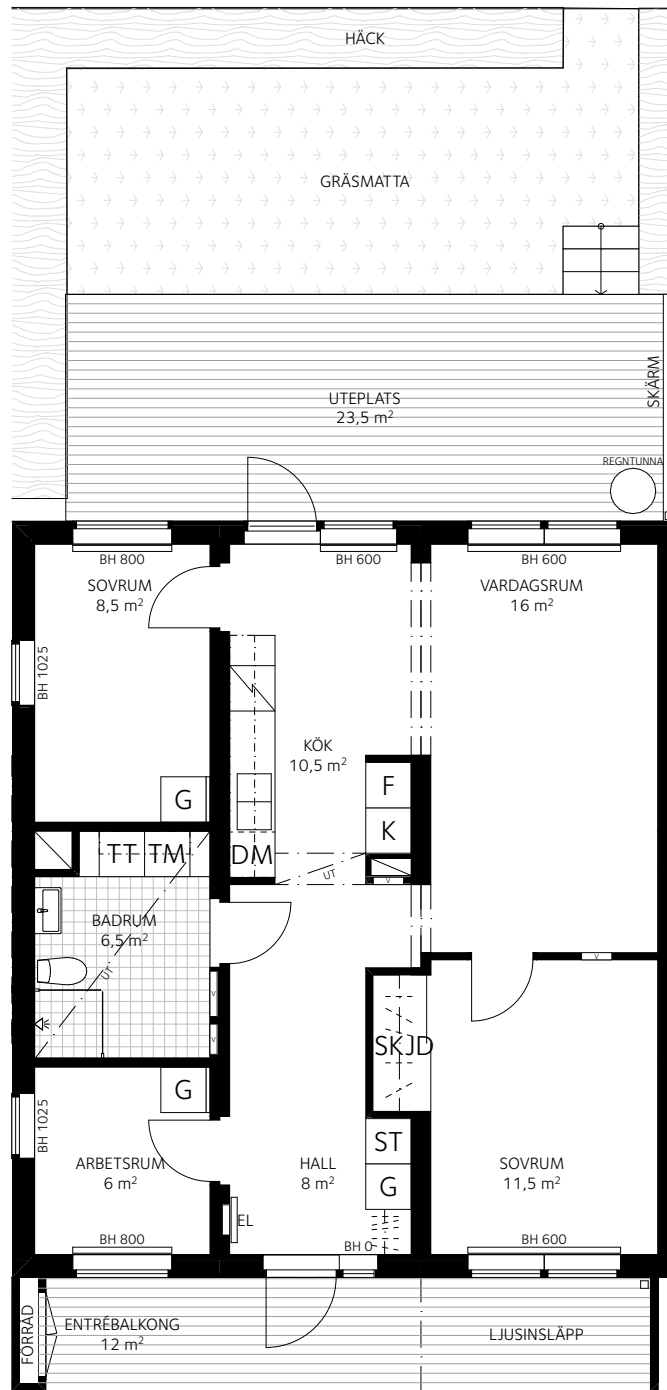 HÄCK
GRÄSMATTA
UTEPLATS
23,5 m²
SKÄRM
REGNTUNNA
BH 800
BH 600
BH 600
SOVRUM
8,5 m²
VARDAGSRUM
16 m²
BH 1025
KÖK
10,5 m²
G
F
K
TT
TM
DM
UT
V
BADRUM
6,5 m²
UT
V
V
V
SKJD
G
BH 1025
ST
G
ARBETSRUM
6 m²
HALL
8 m²
SOVRUM
11,5 m²
EL
BH 800
BH 0
BH 600
FÖRRÅD
ENTRÉBALKONG
12 m²
LJUSINSLÄPP